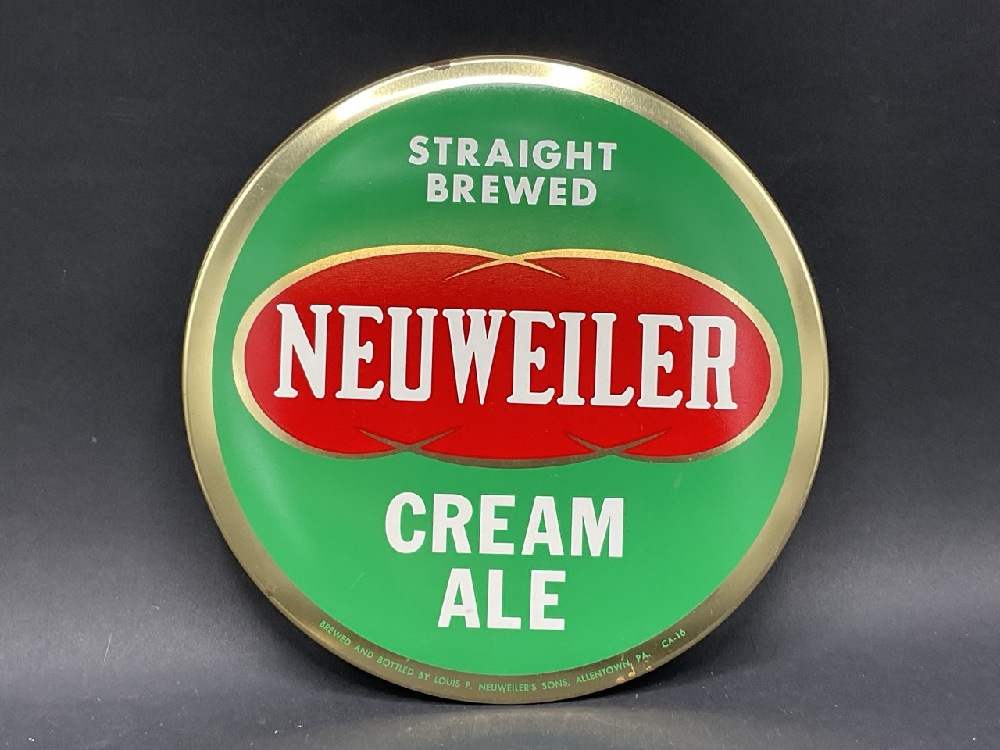 STRAIGHT
BREWED
NEUWEILER
CREAM
ALE
BREWED AND BOTTLED BY LOUIS F. NEUWEILER'S SONS, ALLENTOWN, PA. CA-16